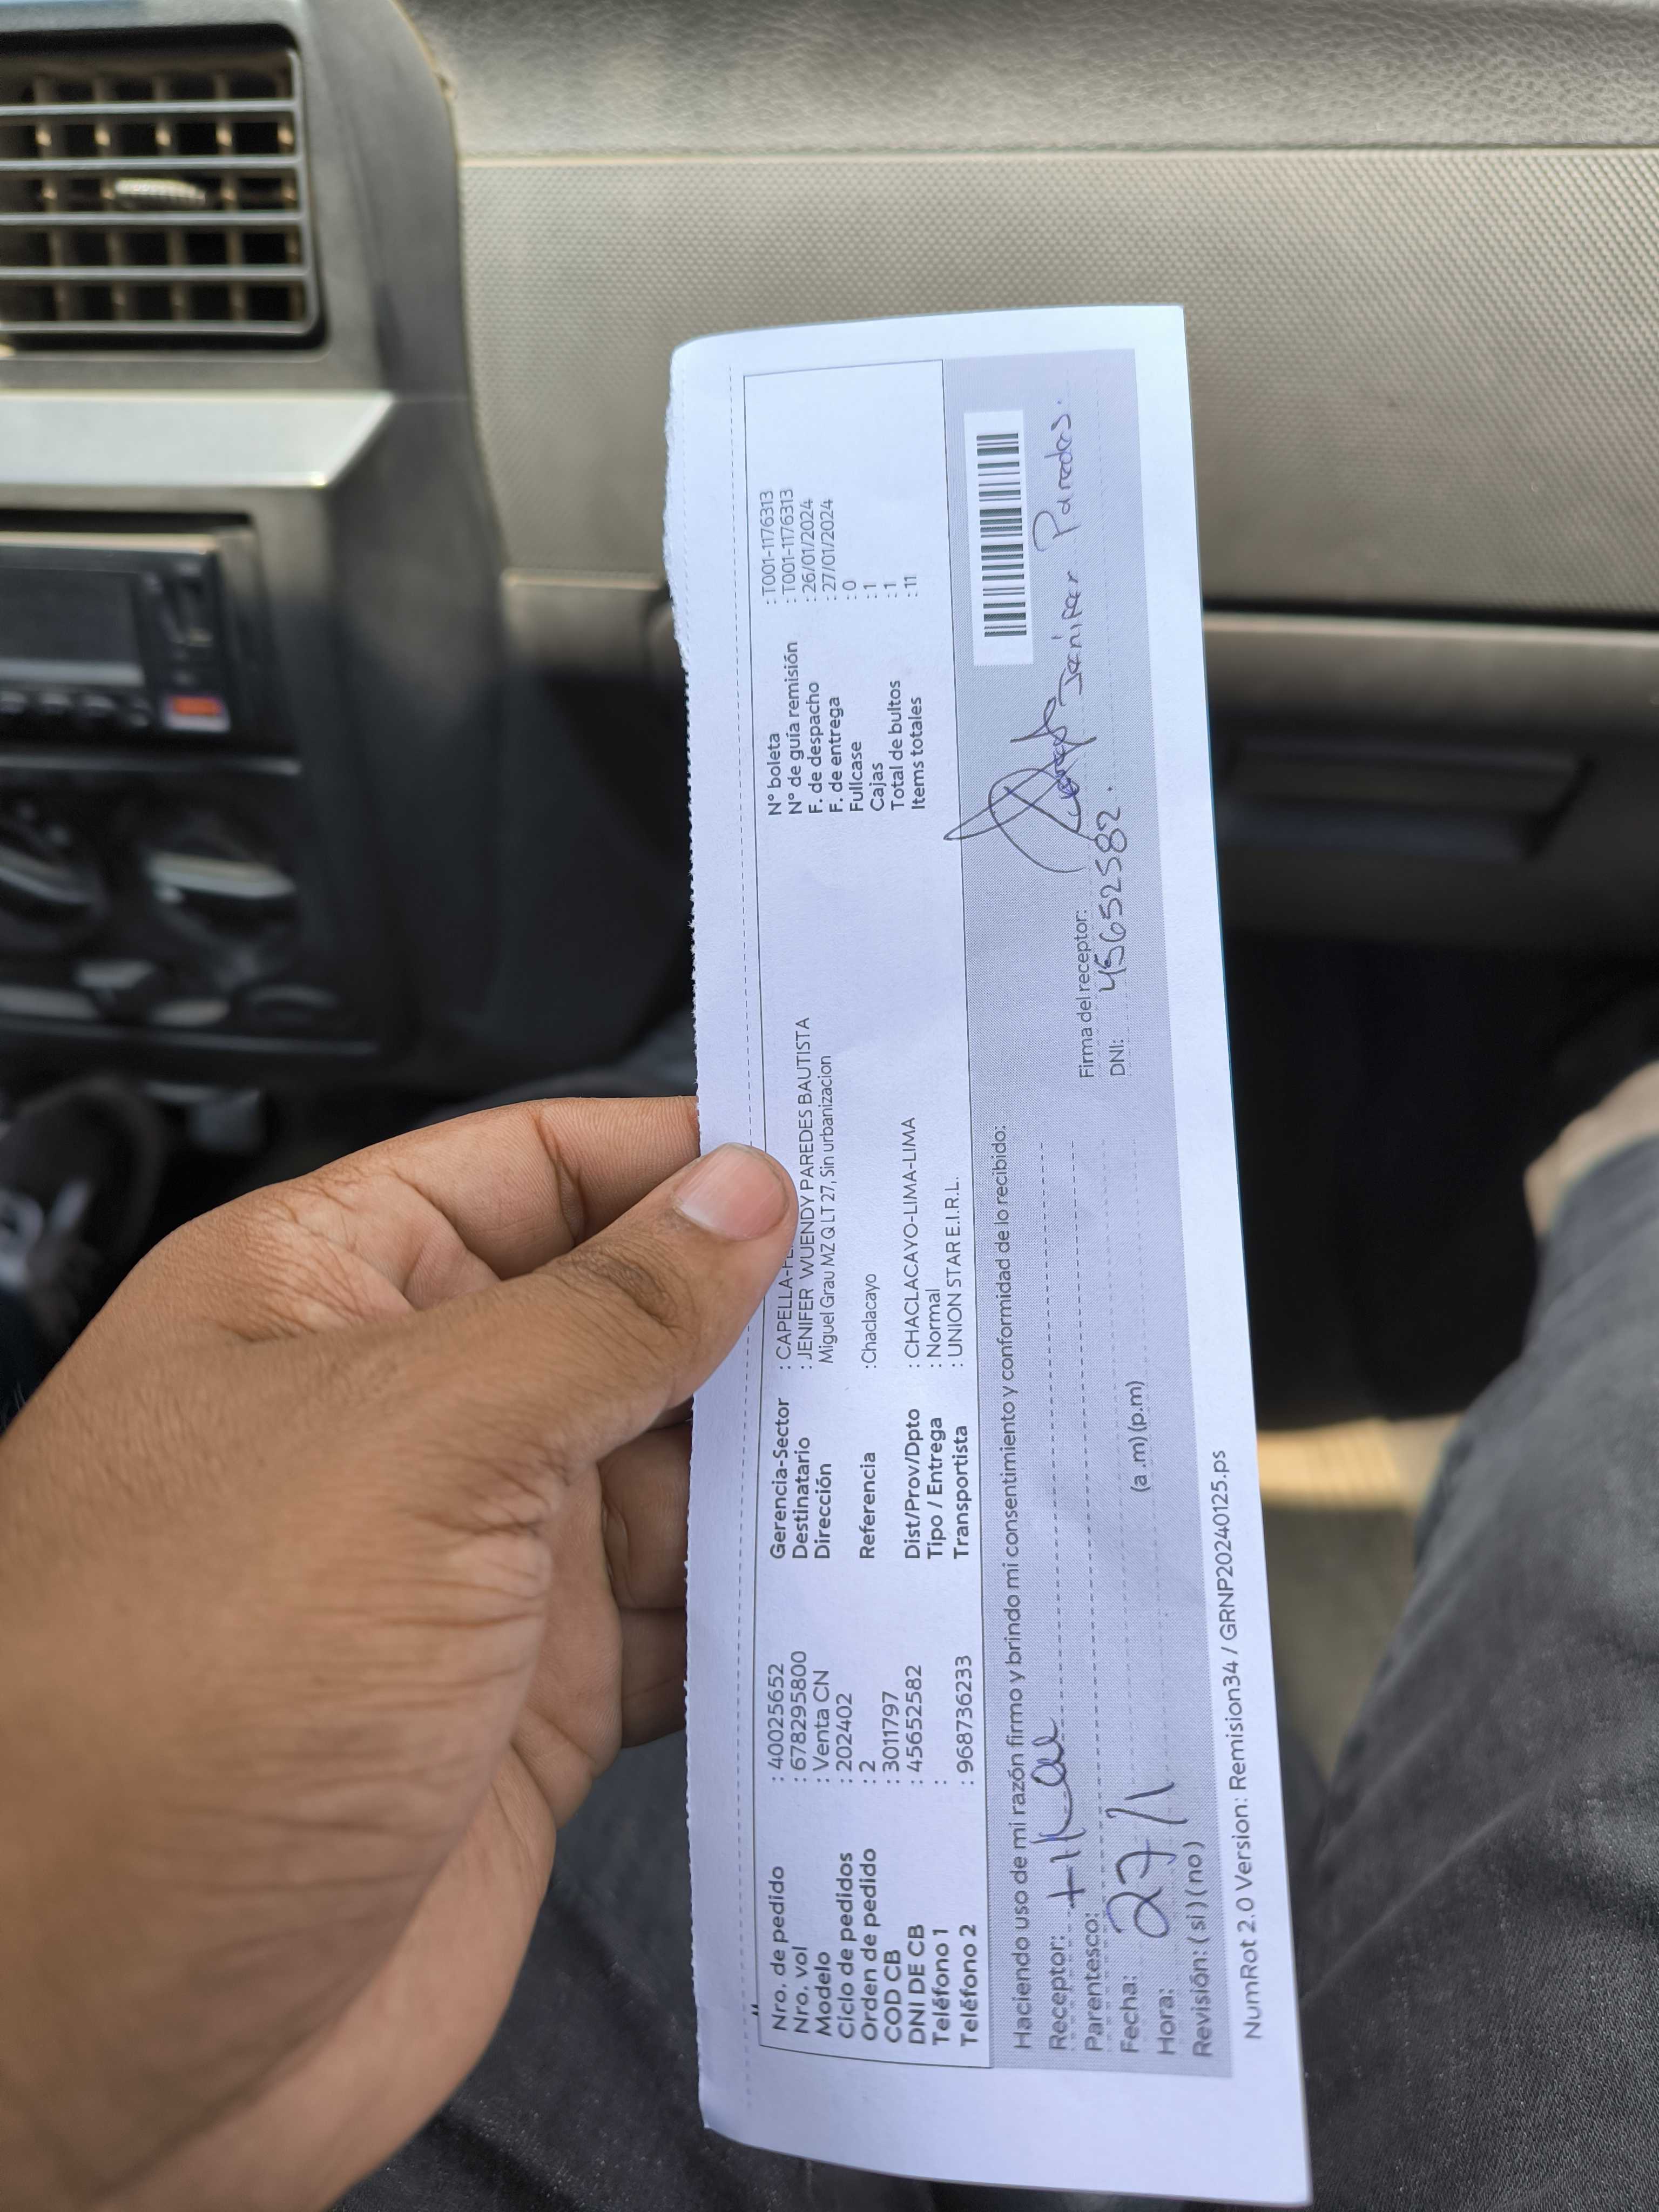 Nro. de pedido : 40025652
Nro. vol : 678295800
Modelo : Venta CN
Ciclo de pedidos : 202402
Orden de pedido : 2
COD CB : 3011797
DNI DE CB : 45652582
Teléfono 1 :
Teléfono 2 : 968736233
Gerencia-Sector : CAPELLA-
Destinatario : JENIFER WUENDY PAREDES BAUTISTA
Dirección Miguel Grau MZ Q LT 27, Sin urbanizacion
Referencia :Chaclacayo
Dist/Prov/Dpto : CHACLACAYO-LIMA-LIMA
Tipo / Entrega : Normal
Transportista : UNION STAR E.I.R.L.
N° boleta : T001-1176313
N° de guía remisión : T001-1176313
F. de despacho : 26/01/2024
F. de entrega : 27/01/2024
Fullcase : 0
Cajas : 1
Total de bultos : 1
Items totales : 11
Haciendo uso de mi razón firmo y brindo mi consentimiento y conformidad de lo recibido:
Receptor:
Parentesco:
Fecha: 27/1
Hora: (a .m) (p.m)
Revisión: ( si ) ( no )
Firma del receptor: Jenifer Paredes.
DNI: 45652582.
NumRot 2.0 Version: Remision34 / GRNP20240125.ps